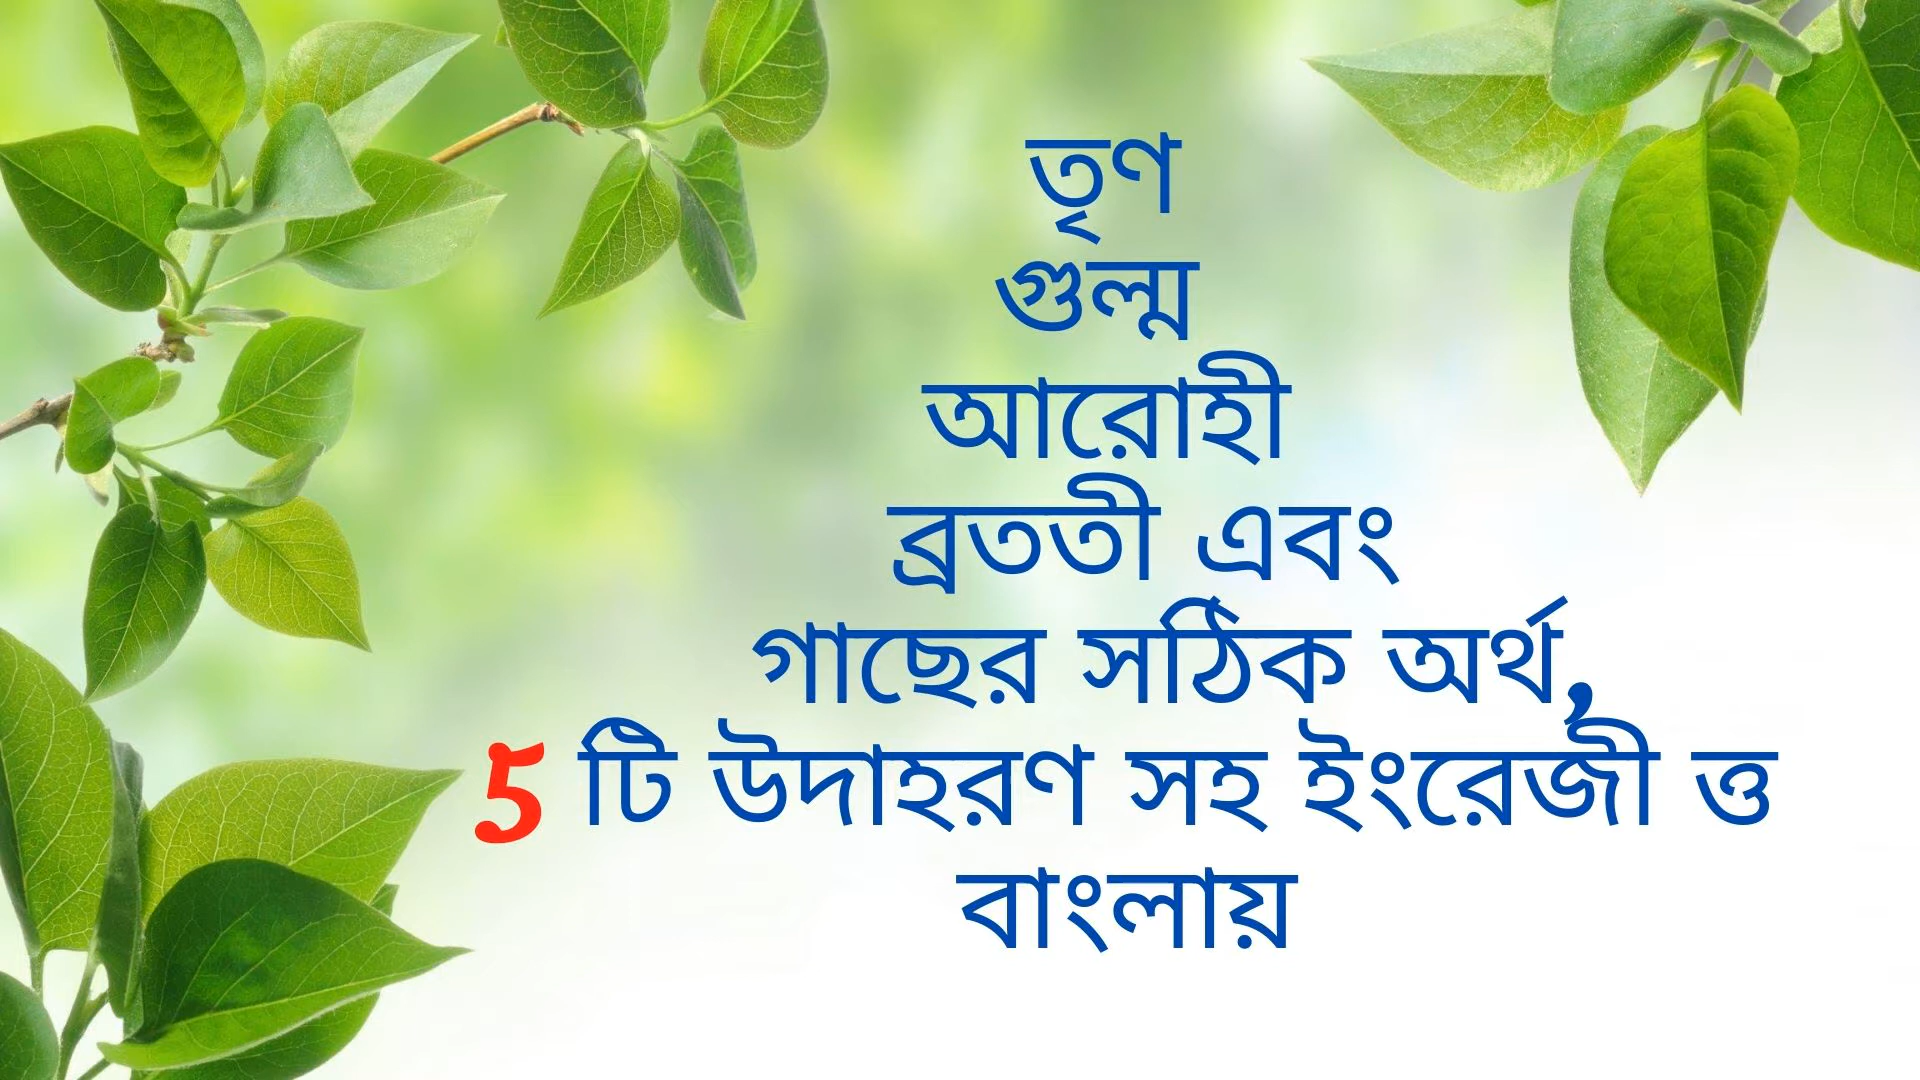 তৃণ
গুল্ম
আরোহী
ব্রততী এবং
গাছের সঠিক অর্থ,
5 টি উদাহরণ সহ ইংরেজী ত্ত
বাংলায়